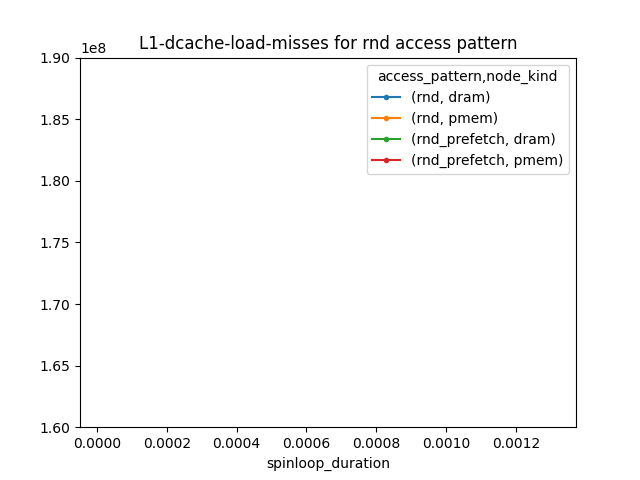 L1-dcache-load-misses for rnd access pattern
1e8
1.90
1.85
1.80
1.75
1.70
1.65
1.60
access_pattern,node_kind
(rnd, dram)
(rnd, pmem)
(rnd_prefetch, dram)
(rnd_prefetch, pmem)
0.0000 0.0002 0.0004 0.0006 0.0008 0.0010 0.0012
spinloop_duration